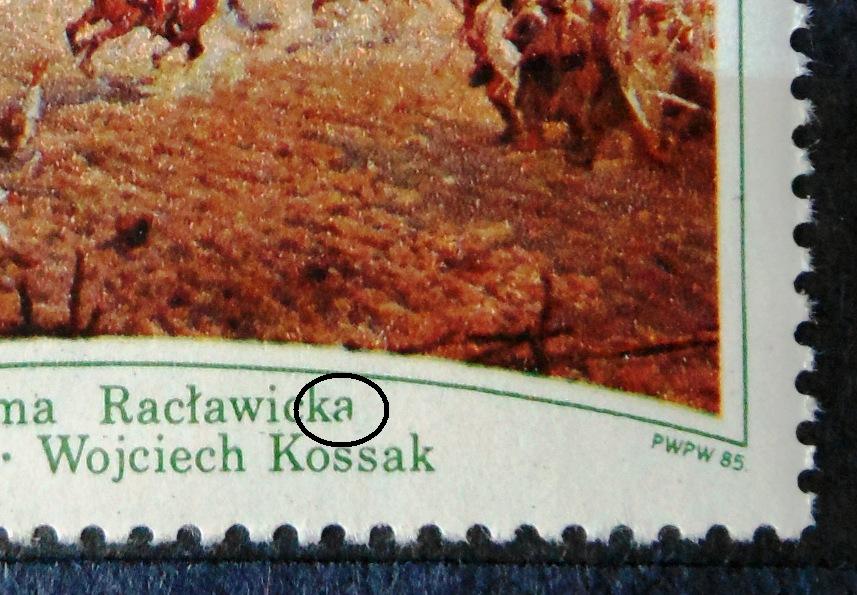 ma Racławicka
· Wojciech Kossak
PWPW 85.